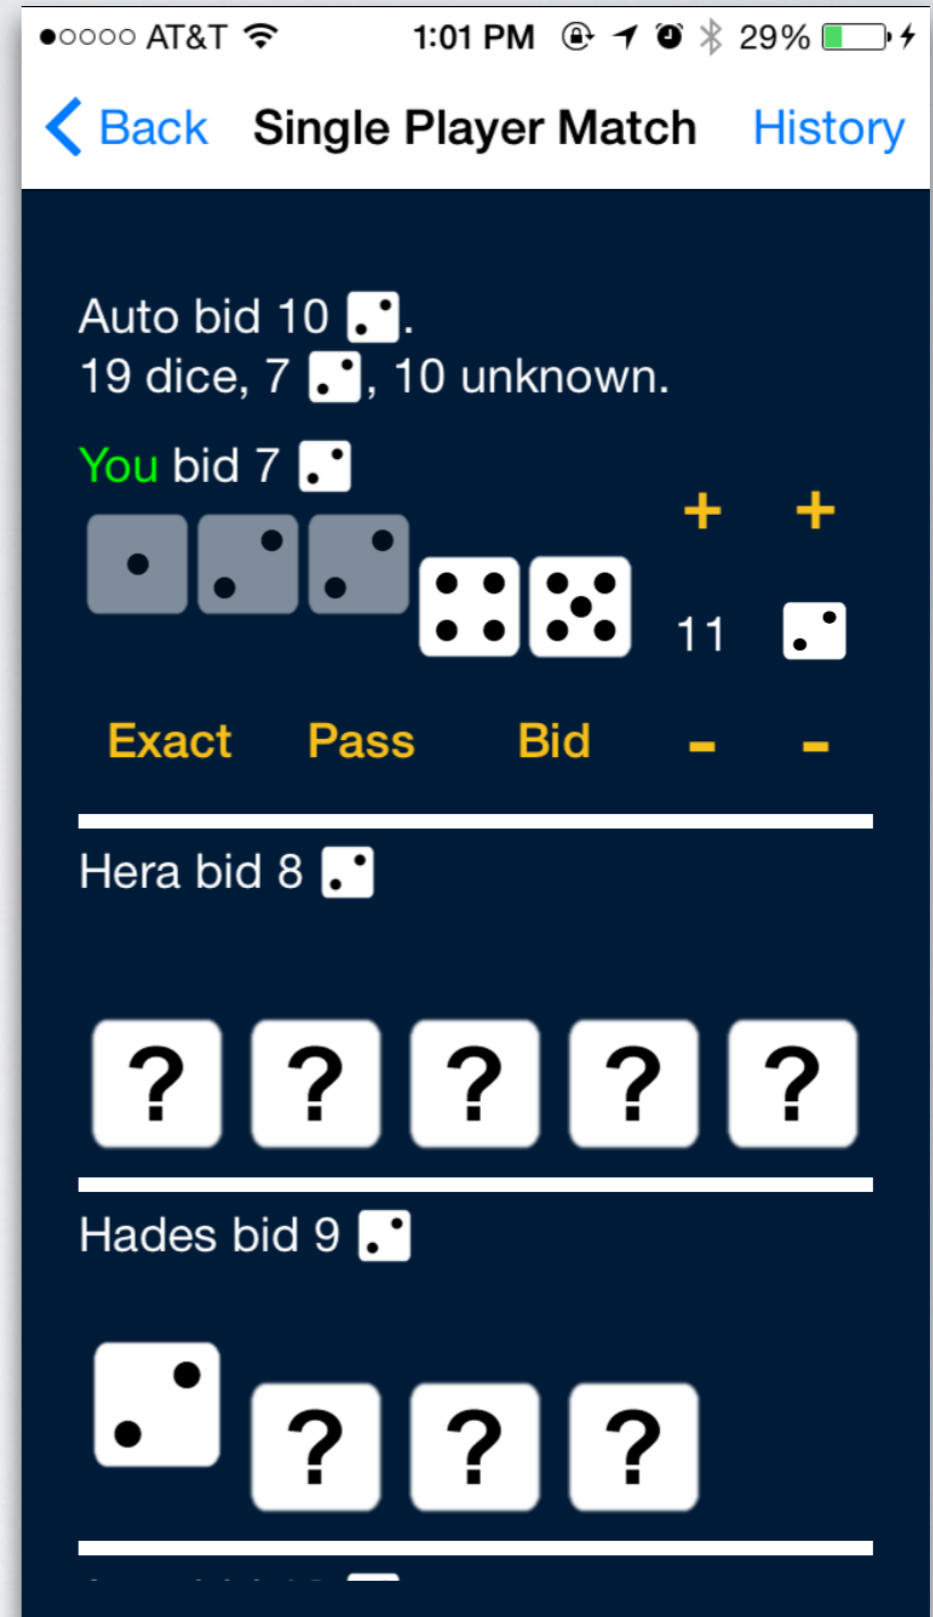 AT&T 1:01 PM 29%
Back Single Player Match History
Auto bid 10 .
19 dice, 7 , 10 unknown.
You bid 7
+ +
11
Exact Pass Bid - -
Hera bid 8
? ? ? ? ?
Hades bid 9
? ? ?